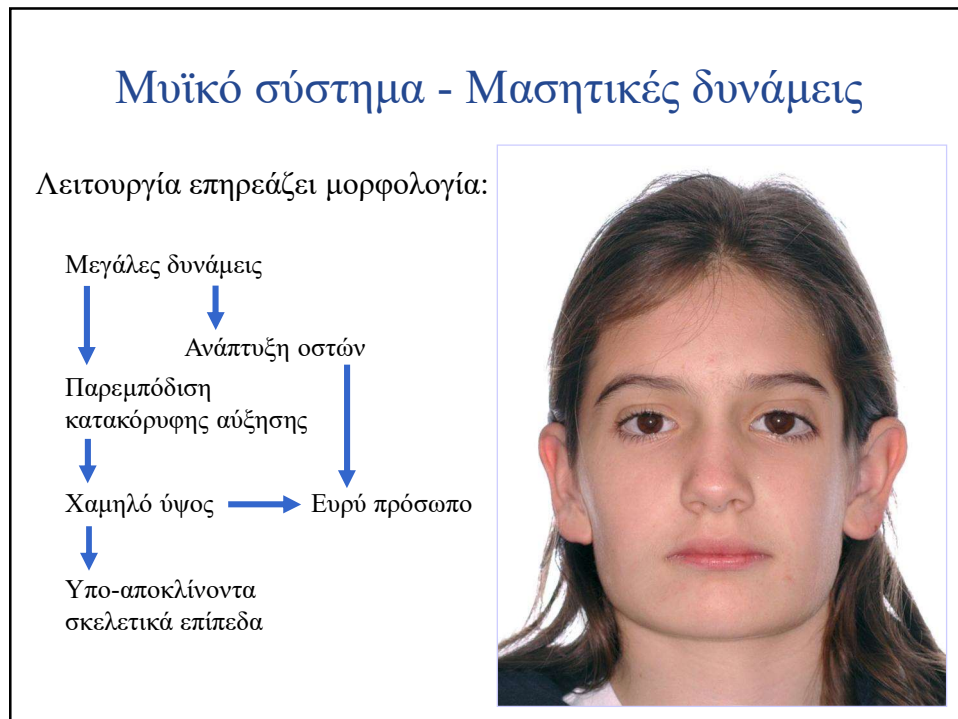 Μυϊκό σύστημα - Μασητικές δυνάμεις
Λειτουργία επηρεάζει μορφολογία:
Μεγάλες δυνάμεις
Ανάπτυξη οστών
Παρεμπόδιση
κατακόρυφης αύξησης
Χαμηλό ύψος
Ευρύ πρόσωπο
Υπο-αποκλίνοντα
σκελετικά επίπεδα